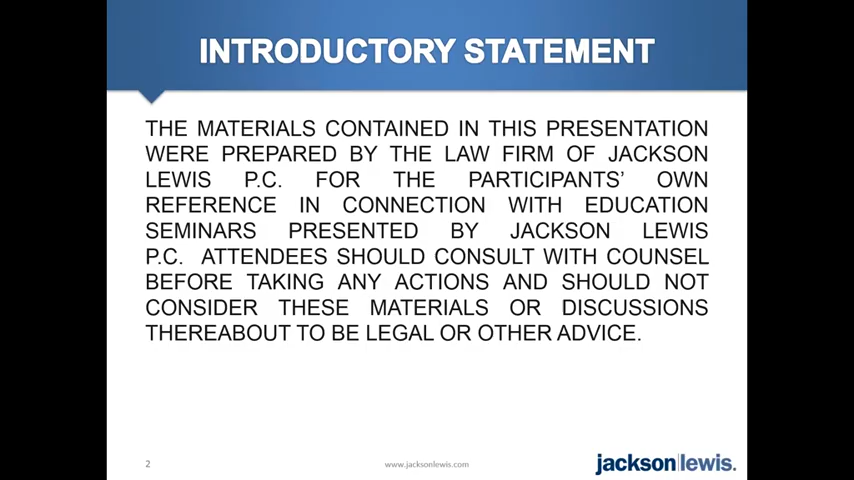 INTRODUCTORY STATEMENT
THE MATERIALS CONTAINED IN THIS PRESENTATION
WERE PREPARED BY THE LAW FIRM OF JACKSON
LEWIS P.C. FOR THE PARTICIPANTS’ OWN
REFERENCE IN CONNECTION WITH EDUCATION
SEMINARS PRESENTED BY JACKSON LEWIS
P.C. ATTENDEES SHOULD CONSULT WITH COUNSEL
BEFORE TAKING ANY ACTIONS AND SHOULD NOT
CONSIDER THESE MATERIALS OR DISCUSSIONS
THEREABOUT TO BE LEGAL OR OTHER ADVICE.
2
www.jacksonlewis.com
jackson|lewis.